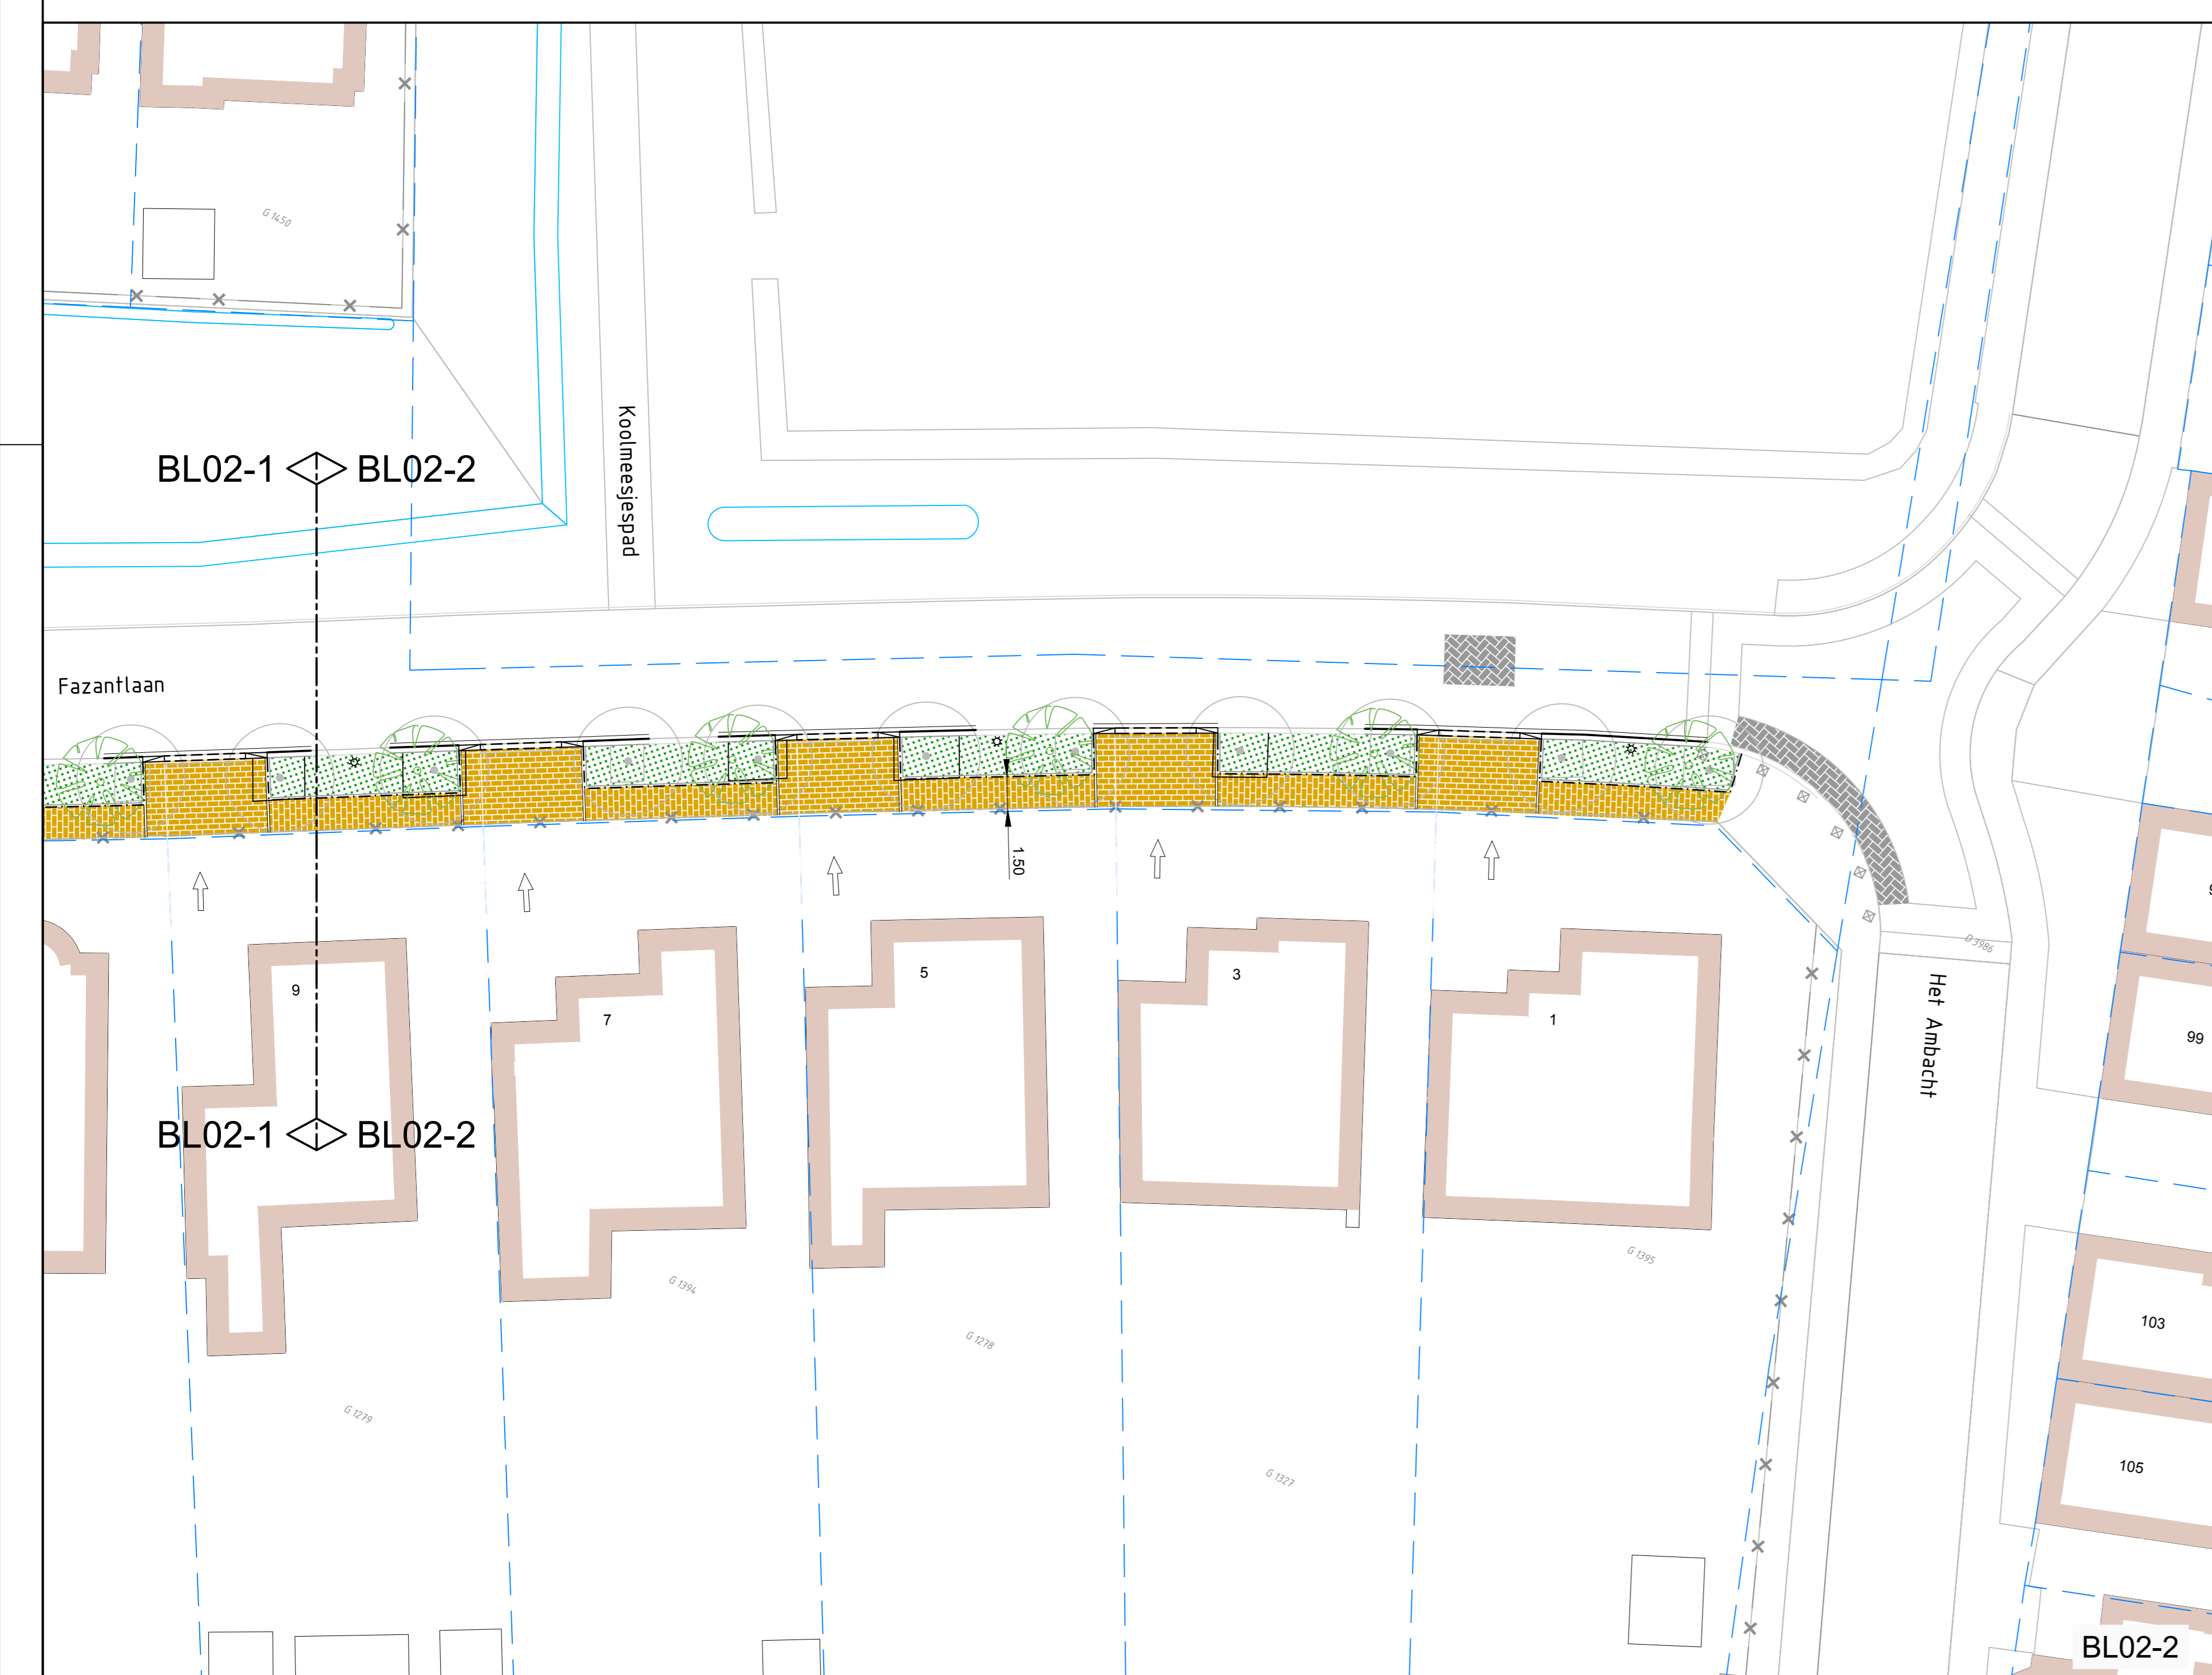 G 1450
Koolmeesjespad
BL02-1 BL02-2
Fazantlaan
1.50
D 3986
Het Ambacht
9
7
5
3
1
99
BL02-1 BL02-2
G 1395
G 1394
G 1278
G 1279
G 1327
103
105
BL02-2